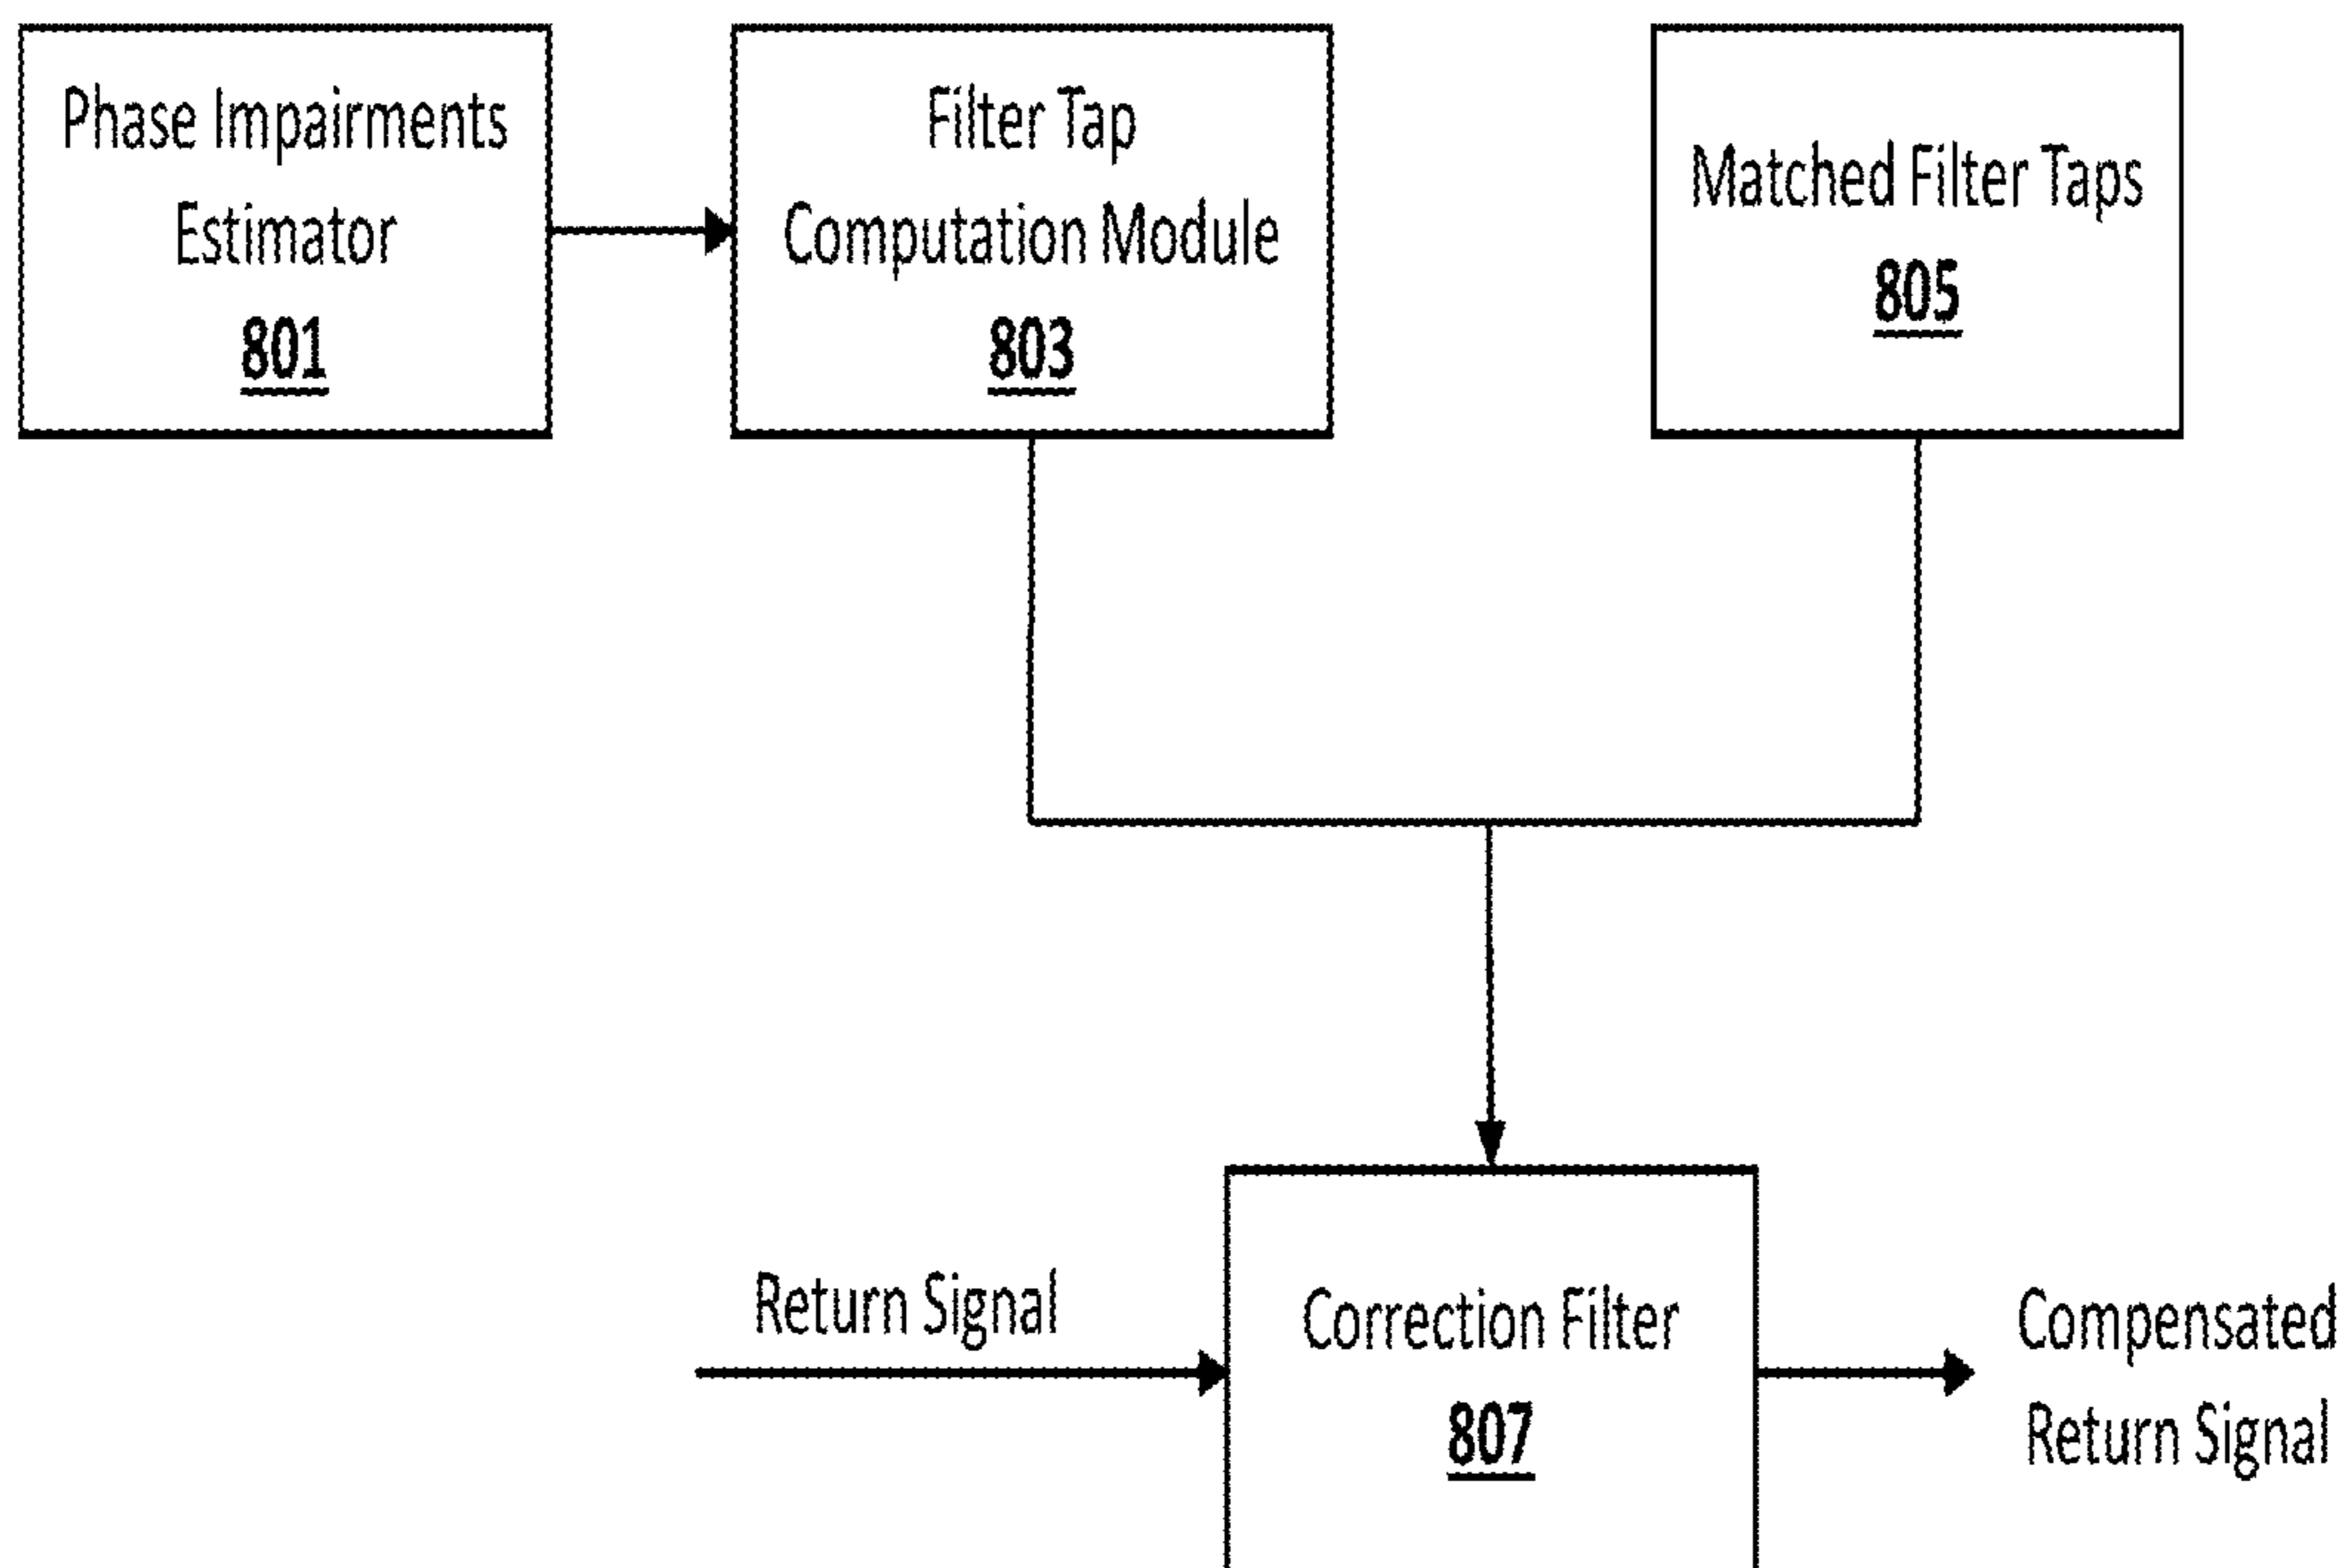 Phase Impairments
Estimator
801
Filter Tap
Computation Module
803
Matched Filter Taps
805
Return Signal
Correction Filter
807
Compensated
Return Signal